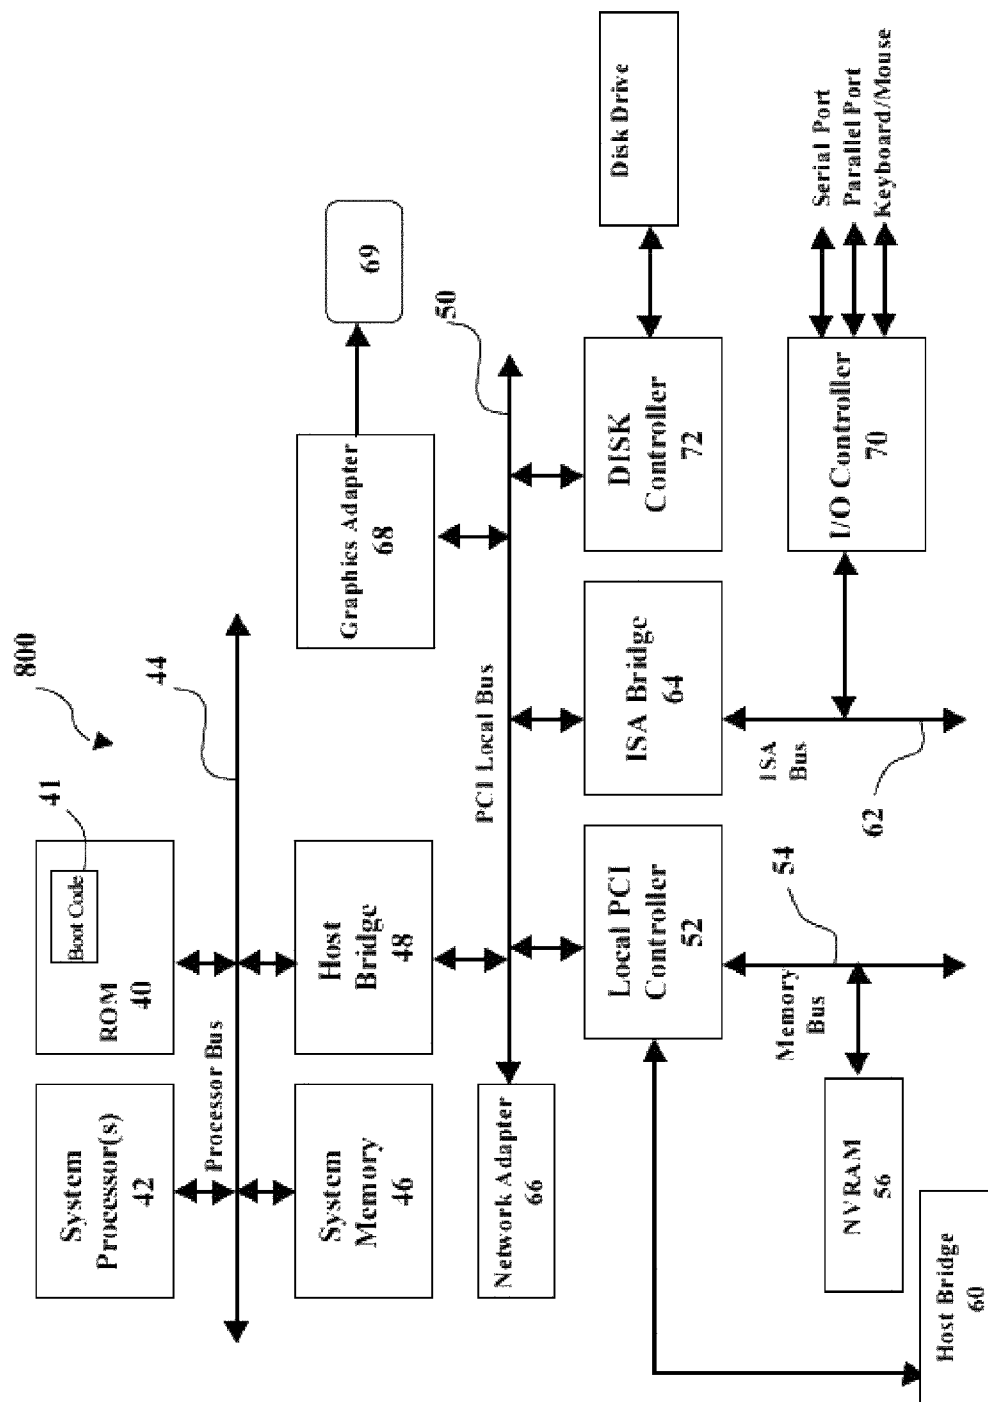 800
41
44
System
Processor(s)
42
Boot Code
ROM
40
Processor Bus
System
Memory
46
Host
Bridge
48
Graphics Adapter
68
69
50
PCI Local Bus
Network Adapter
66
Local PCI
Controller
52
ISA Bridge
64
DISK
Controller
72
Disk Drive
Memory
Bus
54
ISA
Bus
62
I/O Controller
70
Serial Port
Parallel Port
Keyboard/Mouse
NVRAM
56
Host Bridge
60